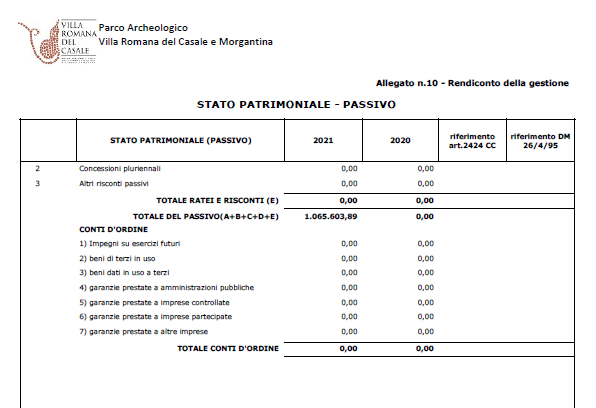 VILLA
ROMANA
DEL
CASALE
Parco Archeologico
Villa Romana del Casale e Morgantina
Allegato n.10 - Rendiconto della gestione
STATO PATRIMONIALE - PASSIVO
STATO PATRIMONIALE (PASSIVO) 2021 2020 riferimento art.2424 CC riferimento DM 26/4/95
2 Concessioni pluriennali 0,00 0,00
3 Altri risconti passivi 0,00 0,00
TOTALE RATEI E RISCONTI (E) 0,00 0,00
TOTALE DEL PASSIVO(A+B+C+D+E) 1.065.603,89 0,00
CONTI D'ORDINE
1) Impegni su esercizi futuri 0,00 0,00
2) beni di terzi in uso 0,00 0,00
3) beni dati in uso a terzi 0,00 0,00
4) garanzie prestate a amministrazioni pubbliche 0,00 0,00
5) garanzie prestate a imprese controllate 0,00 0,00
6) garanzie prestate a imprese partecipate 0,00 0,00
7) garanzie prestate a altre imprese 0,00 0,00
TOTALE CONTI D'ORDINE 0,00 0,00